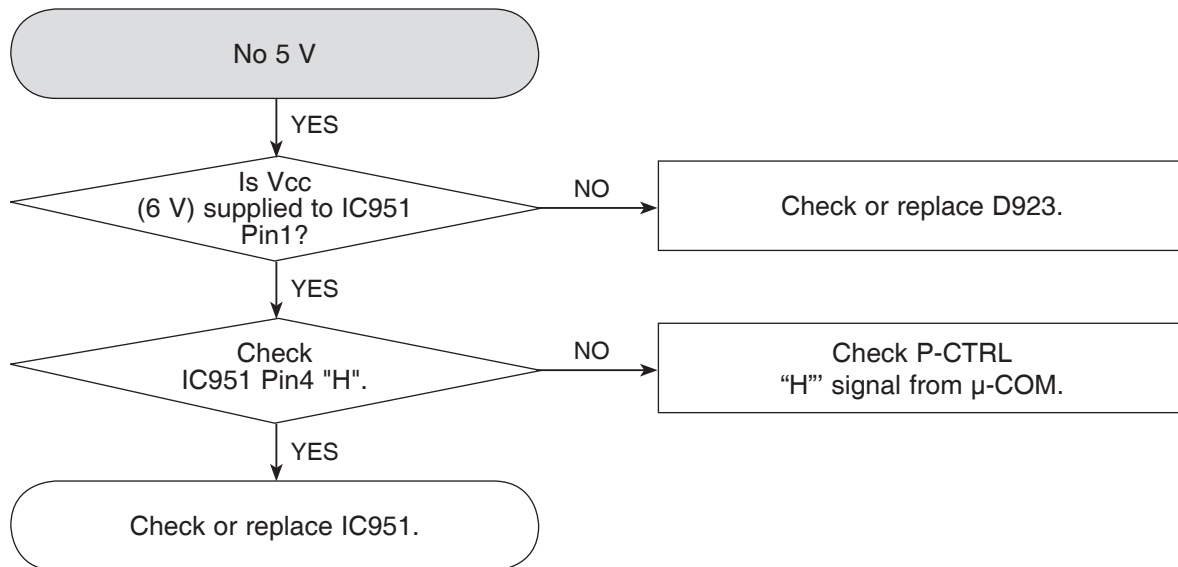 No 5 V
YES
Is Vcc
(6 V) supplied to IC951
Pin1?
NO
Check or replace D923.
YES
Check
IC951 Pin4 "H".
NO
Check P-CTRL
“H”’ signal from µ-COM.
YES
Check or replace IC951.